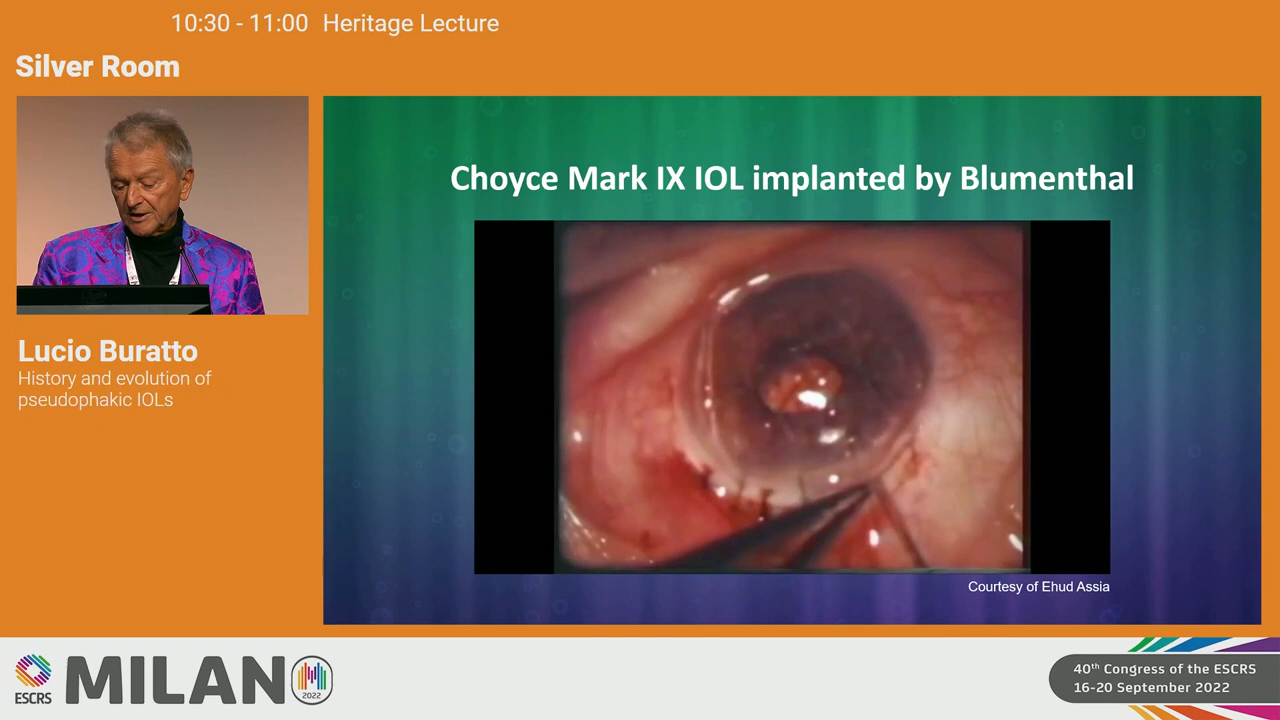 10:30 - 11:00 Heritage Lecture
Silver Room
Choyce Mark IX IOL implanted by Blumenthal
Lucio Buratto
History and evolution of
pseudophakic IOLs
Courtesy of Ehud Assia
ESCRS
MILANO
2022
40th Congress of the ESCRS
16-20 September 2022